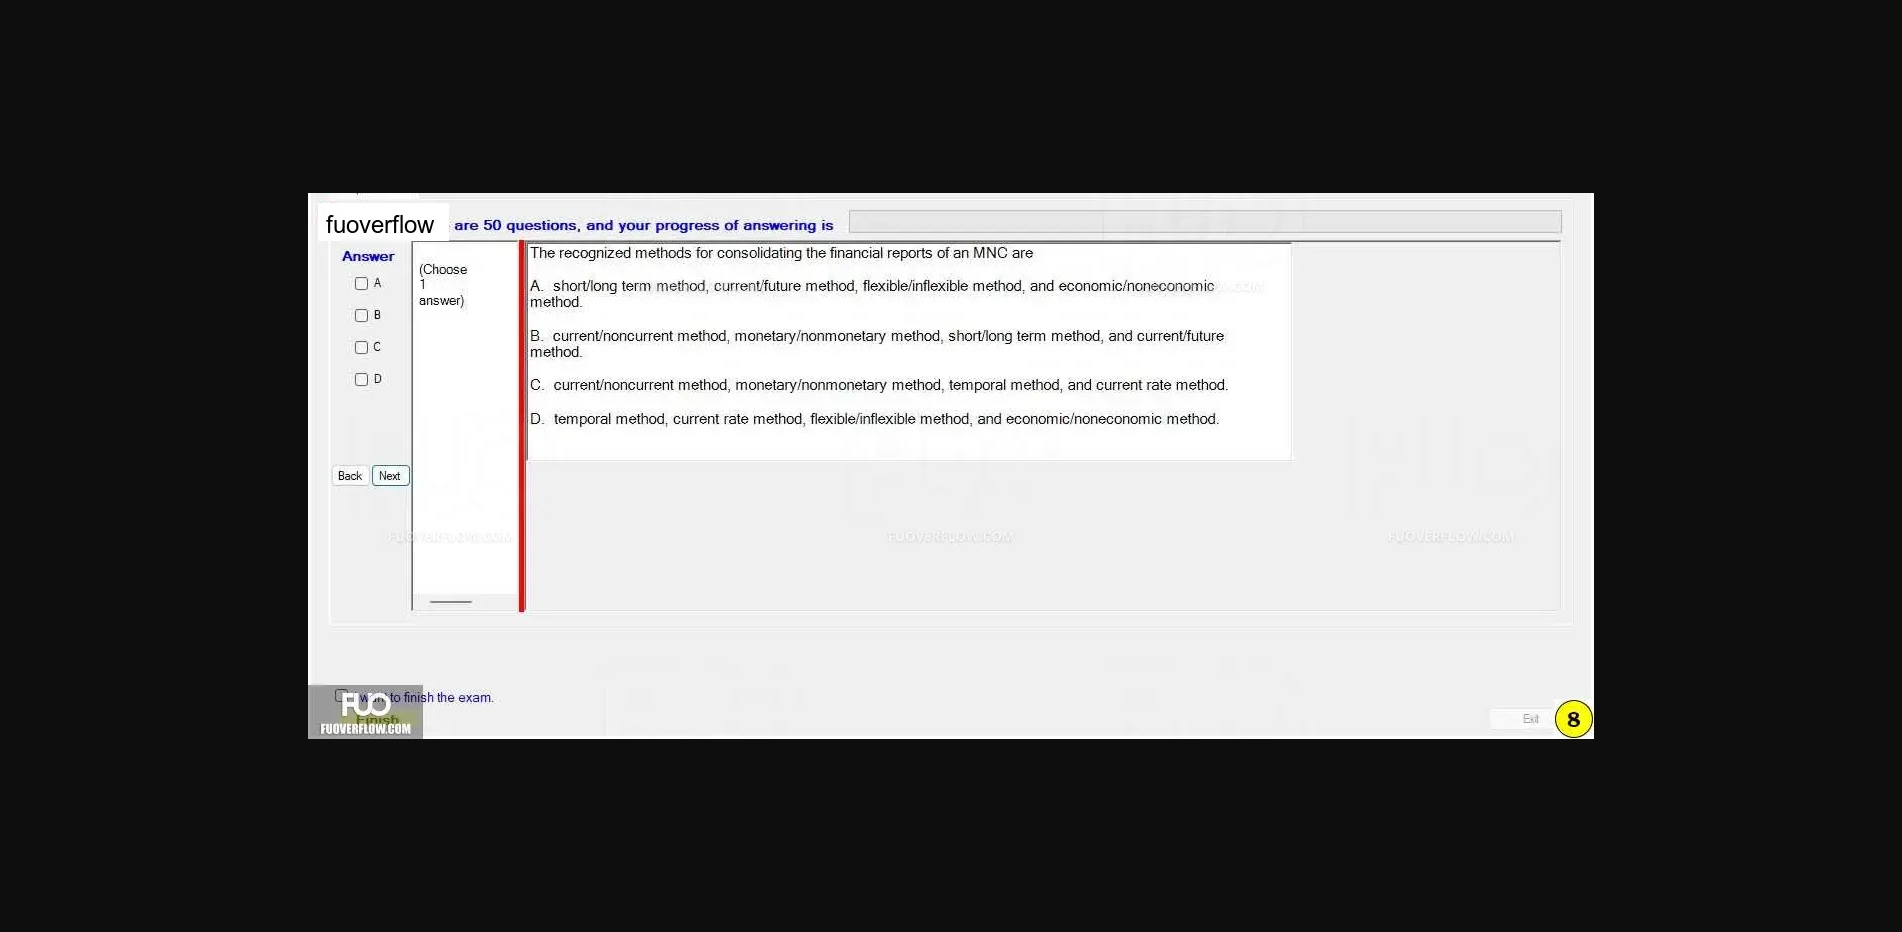 fuoverflow
are 50 questions, and your progress of answering is
Answer
A
B
C
D
Back
Next
(Choose
1
answer)
The recognized methods for consolidating the financial reports of an MNC are
A. short/long term method, current/future method, flexible/inflexible method, and economic/noneconomic
method.
B. current/noncurrent method, monetary/nonmonetary method, short/long term method, and current/future
method.
C. current/noncurrent method, monetary/nonmonetary method, temporal method, and current rate method.
D. temporal method, current rate method, flexible/inflexible method, and economic/noneconomic method.
FUOVERFLOW.COM
FUOVERFLOW.COM
FUOVERFLOW.COM
want to finish the exam.
FUO
Finish
FUOVERFLOW.COM
Exit
8